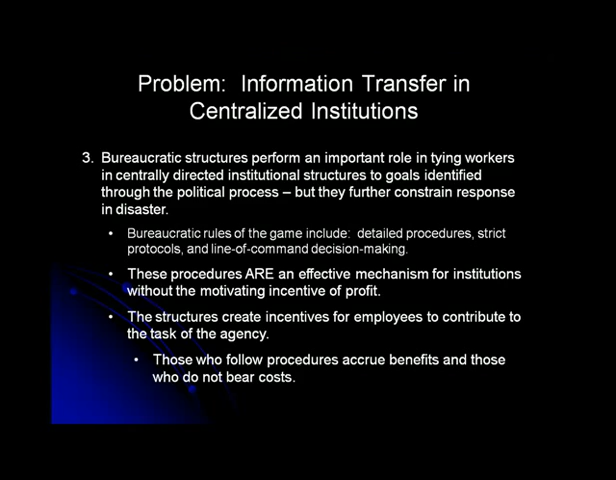 Problem:  Information Transfer in
Centralized Institutions
3. Bureaucratic structures perform an important role in tying workers
in centrally directed institutional structures to goals identified
through the political process – but they further constrain response
in disaster.
• Bureaucratic rules of the game include:  detailed procedures, strict
protocols, and line-of-command decision-making.
• These procedures ARE an effective mechanism for institutions
without the motivating incentive of profit.
• The structures create incentives for employees to contribute to
the task of the agency.
• Those who follow procedures accrue benefits and those
who do not bear costs.